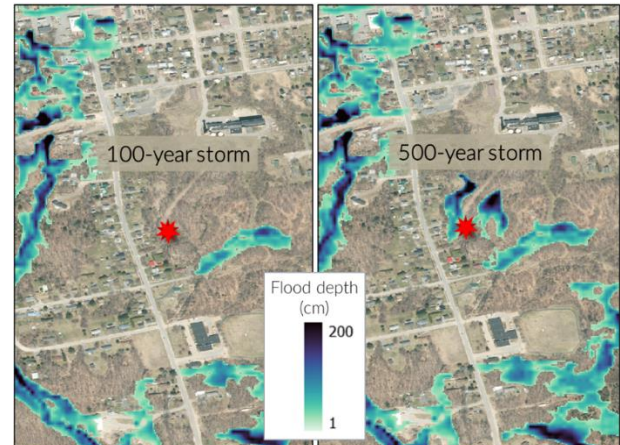 100-year storm
500-year storm
Flood depth
(cm)
200
1